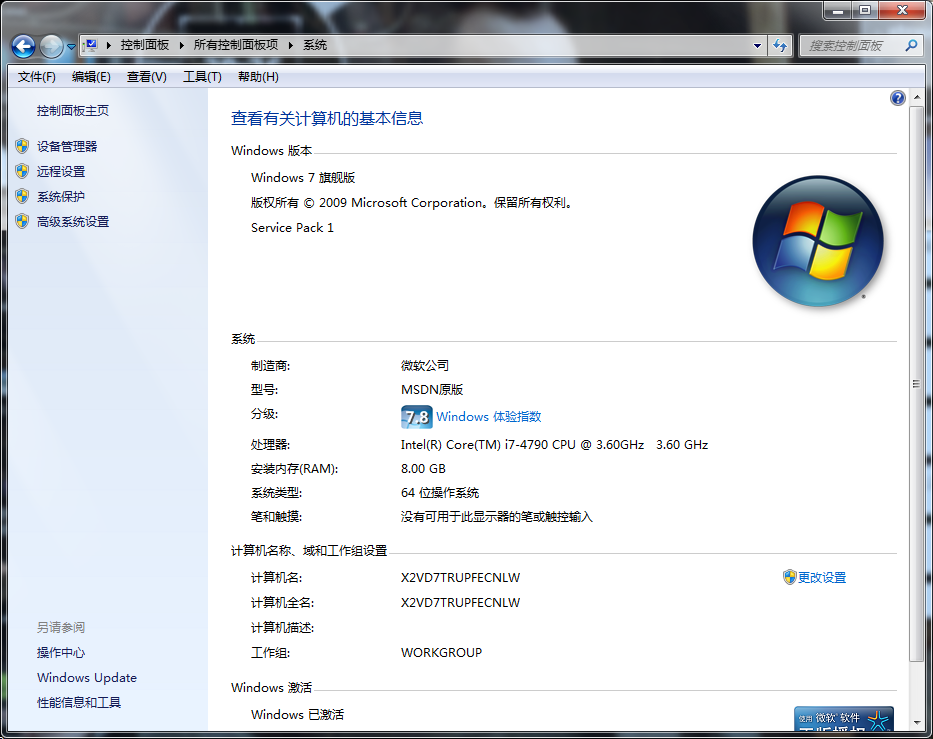 控制面板 所有控制面板项 系统
搜索控制面板
文件(F) 编辑(E) 查看(V) 工具(T) 帮助(H)
控制面板主页
设备管理器
远程设置
系统保护
高级系统设置
另请参阅
操作中心
Windows Update
性能信息和工具
查看有关计算机的基本信息
Windows 版本
Windows 7 旗舰版
版权所有 © 2009 Microsoft Corporation。保留所有权利。
Service Pack 1
系统
制造商: 微软公司
型号: MSDN原版
分级: 7.8 Windows 体验指数
处理器: Intel(R) Core(TM) i7-4790 CPU @ 3.60GHz 3.60 GHz
安装内存(RAM): 8.00 GB
系统类型: 64 位操作系统
笔和触摸: 没有可用于此显示器的笔或触控输入
计算机名称、域和工作组设置
计算机名: X2VD7TRUPFECNLW 更改设置
计算机全名: X2VD7TRUPFECNLW
计算机描述:
工作组: WORKGROUP
Windows 激活
Windows 已激活
使用 微软 软件